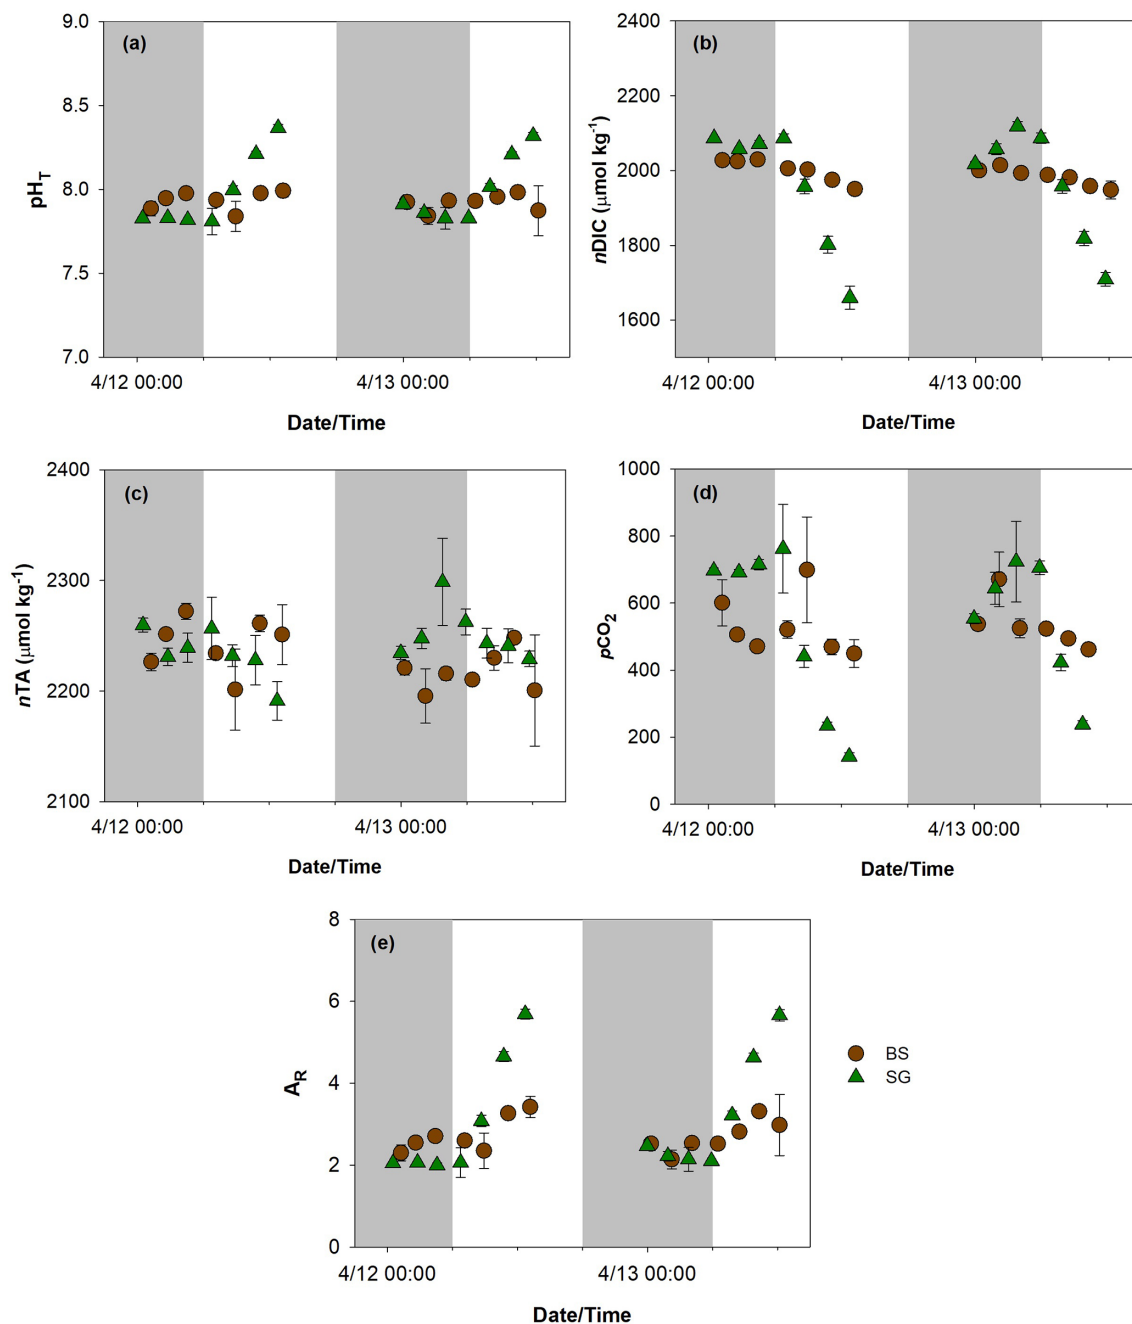 (a)
9.0
8.5
8.0
7.5
7.0
pHT
4/12 00:00
4/13 00:00
Date/Time
(b)
2400
2200
2000
1800
1600
nDIC (μmol kg-1)
4/12 00:00
4/13 00:00
Date/Time
(c)
2400
2300
2200
2100
nTA (μmol kg-1)
4/12 00:00
4/13 00:00
Date/Time
(d)
1000
800
600
400
200
0
pCO2
4/12 00:00
4/13 00:00
Date/Time
(e)
8
6
4
2
0
AR
4/12 00:00
4/13 00:00
Date/Time
BS
SG